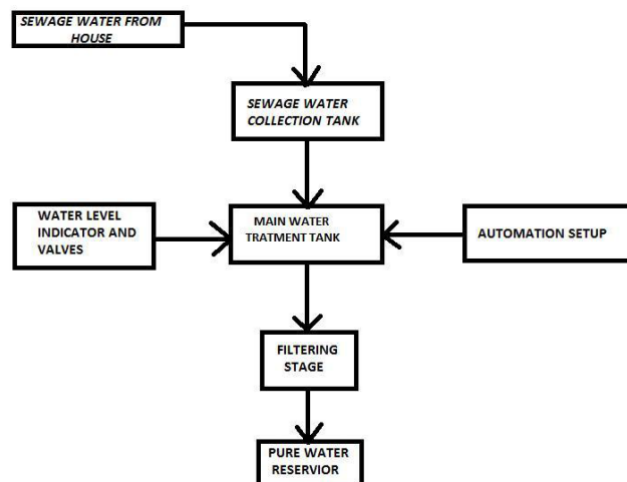 SEWAGE WATER FROM
HOUSE
SEWAGE WATER
COLLECTION TANK
WATER LEVEL
INDICATOR AND
VALVES
MAIN WATER
TRATMENT TANK
AUTOMATION SETUP
FILTERING
STAGE
PURE WATER
RESERVIOR